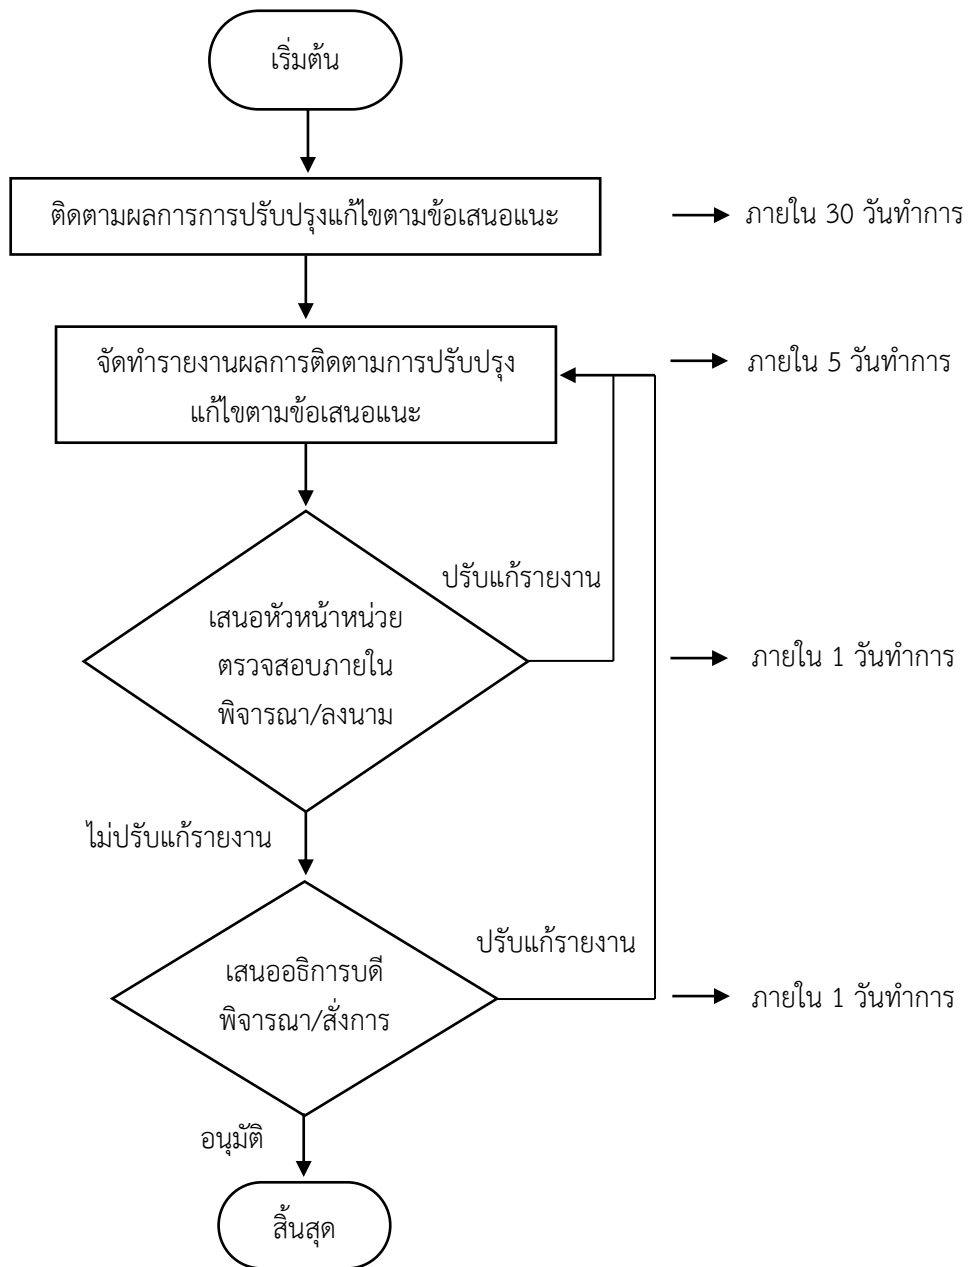 เริ่มต้น
ติดตามผลการการปรับปรุงแก้ไขตามข้อเสนอแนะ
ภายใน 30 วันทำการ
จัดทำรายงานผลการติดตามการปรับปรุง
แก้ไขตามข้อเสนอแนะ
ภายใน 5 วันทำการ
ปรับแก้รายงาน
เสนอหัวหน้าหน่วย
ตรวจสอบภายใน
พิจารณา/ลงนาม
ภายใน 1 วันทำการ
ไม่ปรับแก้รายงาน
ปรับแก้รายงาน
เสนออธิการบดี
พิจารณา/สั่งการ
ภายใน 1 วันทำการ
อนุมัติ
สิ้นสุด